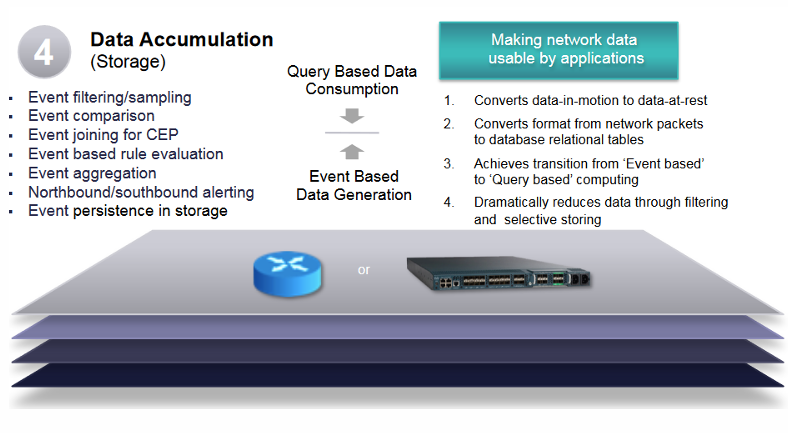 4
Data Accumulation
(Storage)
▪ Event filtering/sampling
▪ Event comparison
▪ Event joining for CEP
▪ Event based rule evaluation
▪ Event aggregation
▪ Northbound/southbound alerting
▪ Event persistence in storage
Query Based Data
Consumption
Event Based
Data Generation
Making network data
usable by applications
1. Converts data-in-motion to data-at-rest
2. Converts format from network packets
to database relational tables
3. Achieves transition from ‘Event based’
to ‘Query based’ computing
4. Dramatically reduces data through filtering
and selective storing
or